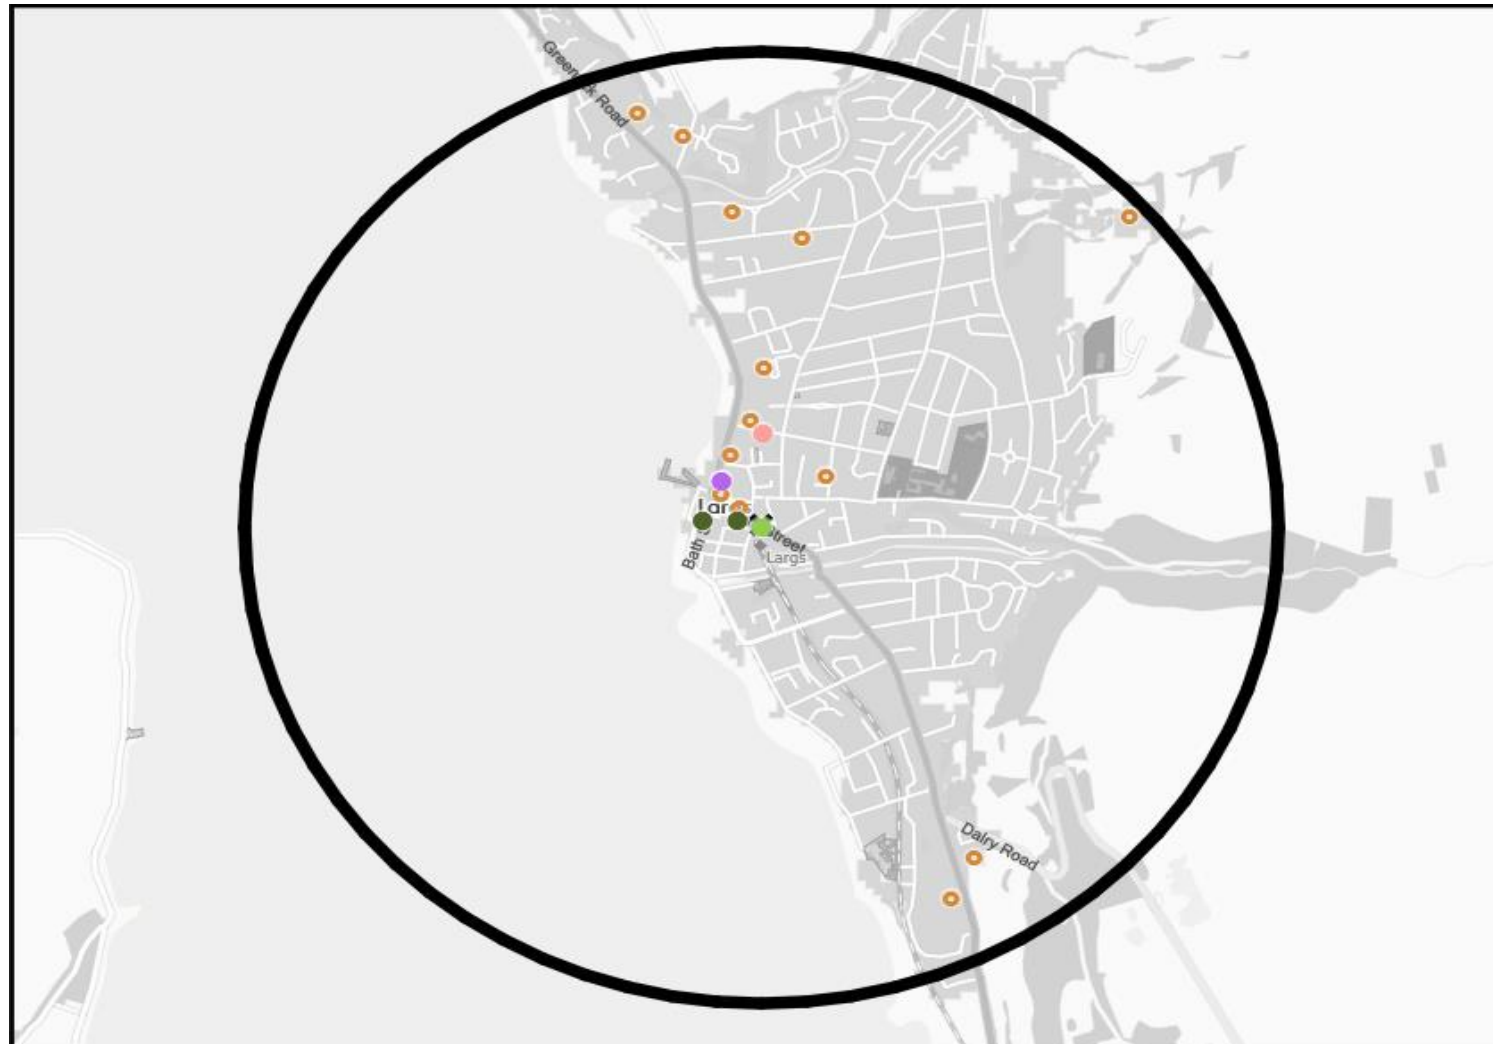 Greenock Road
Largs
Bath S
Street
Largs
Dalry Road